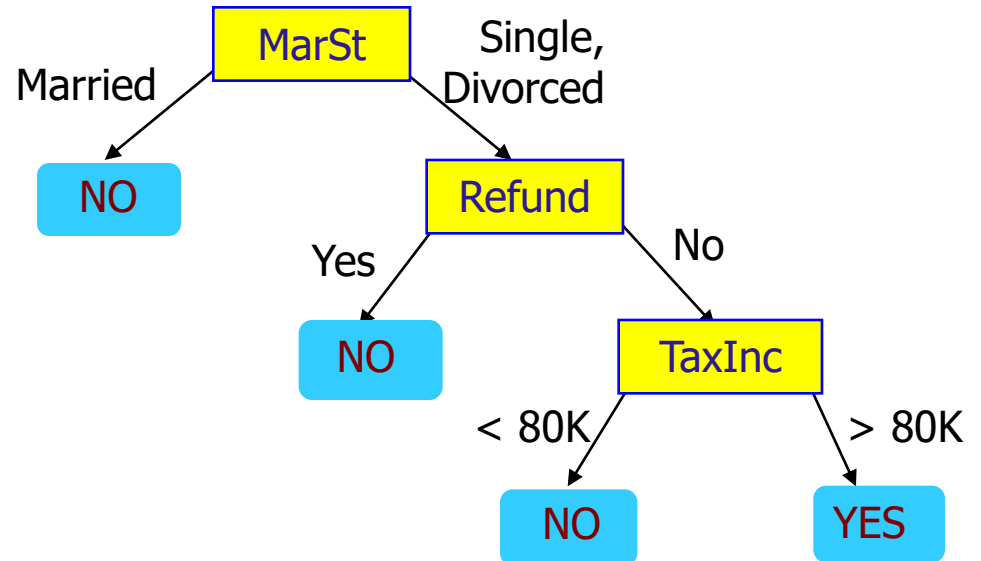 MarSt
Single,
Divorced
Married
NO
Refund
Yes
No
NO
TaxInc
< 80K
> 80K
NO
YES